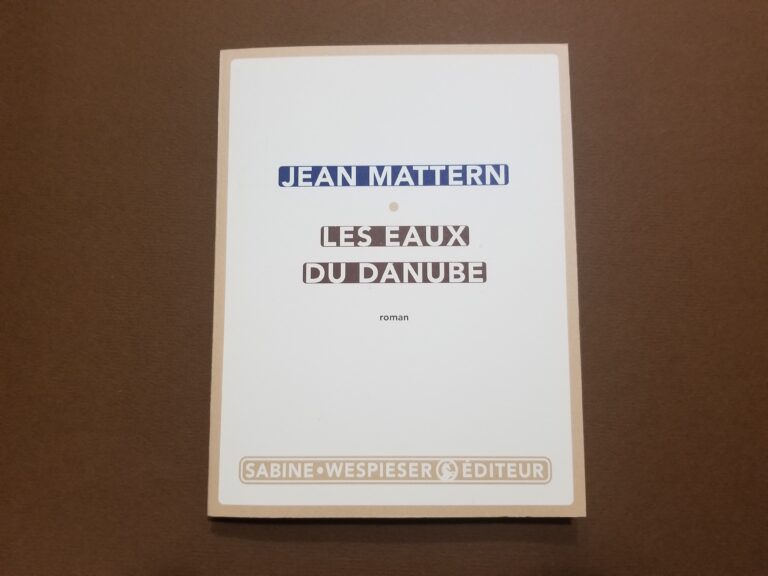 JEAN MATTERN
LES EAUX
DU DANUBE
roman
SABINE • WESPIESER ÉDITEUR